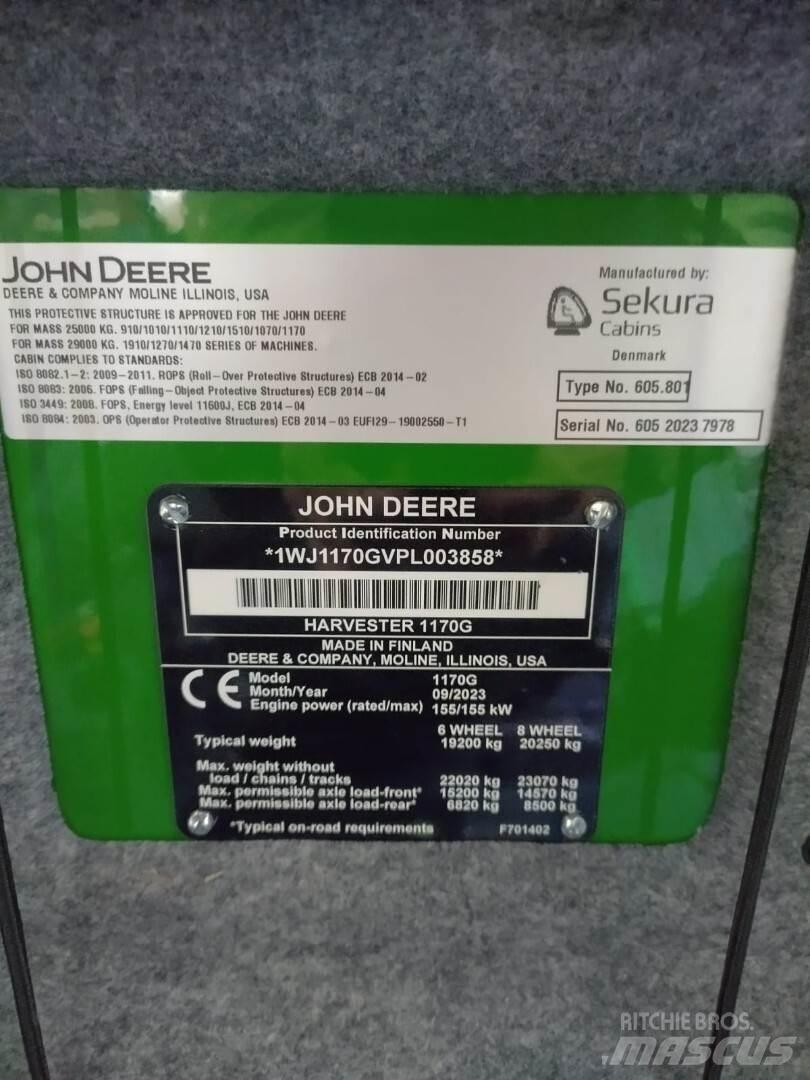 JOHN DEERE
DEERE & COMPANY MOLINE ILLINOIS, USA
THIS PROTECTIVE STRUCTURE IS APPROVED FOR THE JOHN DEERE
FOR MASS 25000 KG. 910/1010/1110/1210/1510/1070/1170
FOR MASS 29000 KG. 1910/1270/1470 SERIES OF MACHINES.
CABIN COMPLIES TO STANDARDS:
ISO 8082.1-2: 2009-2011. ROPS (Roll-Over Protective Structures) ECB 2014-02
ISO 8083: 2006. FOPS (Falling-Object Protective Structures) ECB 2014-04
ISO 3449: 2008. FOPS, Energy level 11600J, ECB 2014-04
ISO 8084: 2003. OPS (Operator Protective Structures) ECB 2014-03 EUFI29-19002550-T1
Manufactured by:
Sekura
Cabins
Denmark
Type No. 605.801
Serial No. 605 2023 7978
JOHN DEERE
Product Identification Number
*1WJ1170GVPL003858*
HARVESTER 1170G
MADE IN FINLAND
DEERE & COMPANY, MOLINE, ILLINOIS, USA
CE
Model 1170G
Month/Year 09/2023
Engine power (rated/max) 155/155 kW
6 WHEEL 8 WHEEL
Typical weight 19200 kg 20250 kg
Max. weight without
load / chains / tracks 22020 kg 23070 kg
Max. permissible axle load-front* 15200 kg 14570 kg
Max. permissible axle load-rear* 6820 kg 8500 kg
*Typical on-road requirements F701402
RITCHIE BROS.
MASCUS